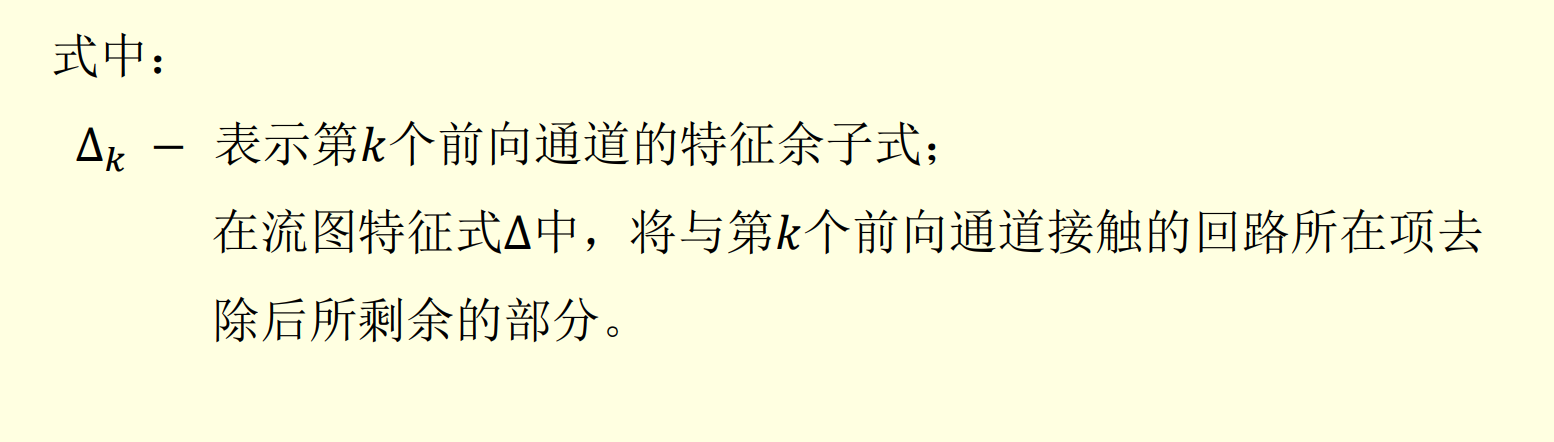 式中：
Δₖ − 表示第k个前向通道的特征余子式；
在流图特征式Δ中，将与第k个前向通道接触的回路所在项去
除后所剩余的部分。